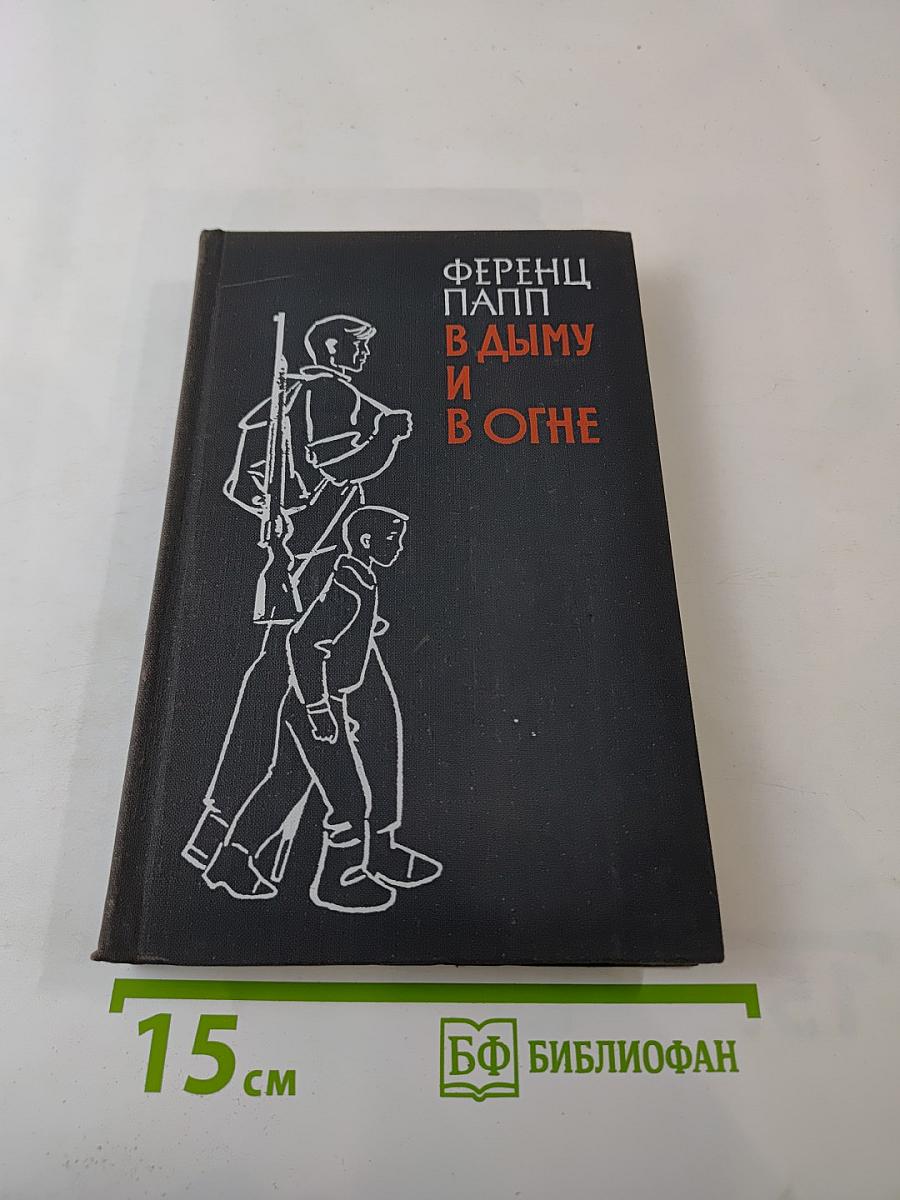 ФЕРЕНЦ
ПАПП
В ДЫМУ
И
В ОГНЕ
15 см
БФ БИБЛИОФАН